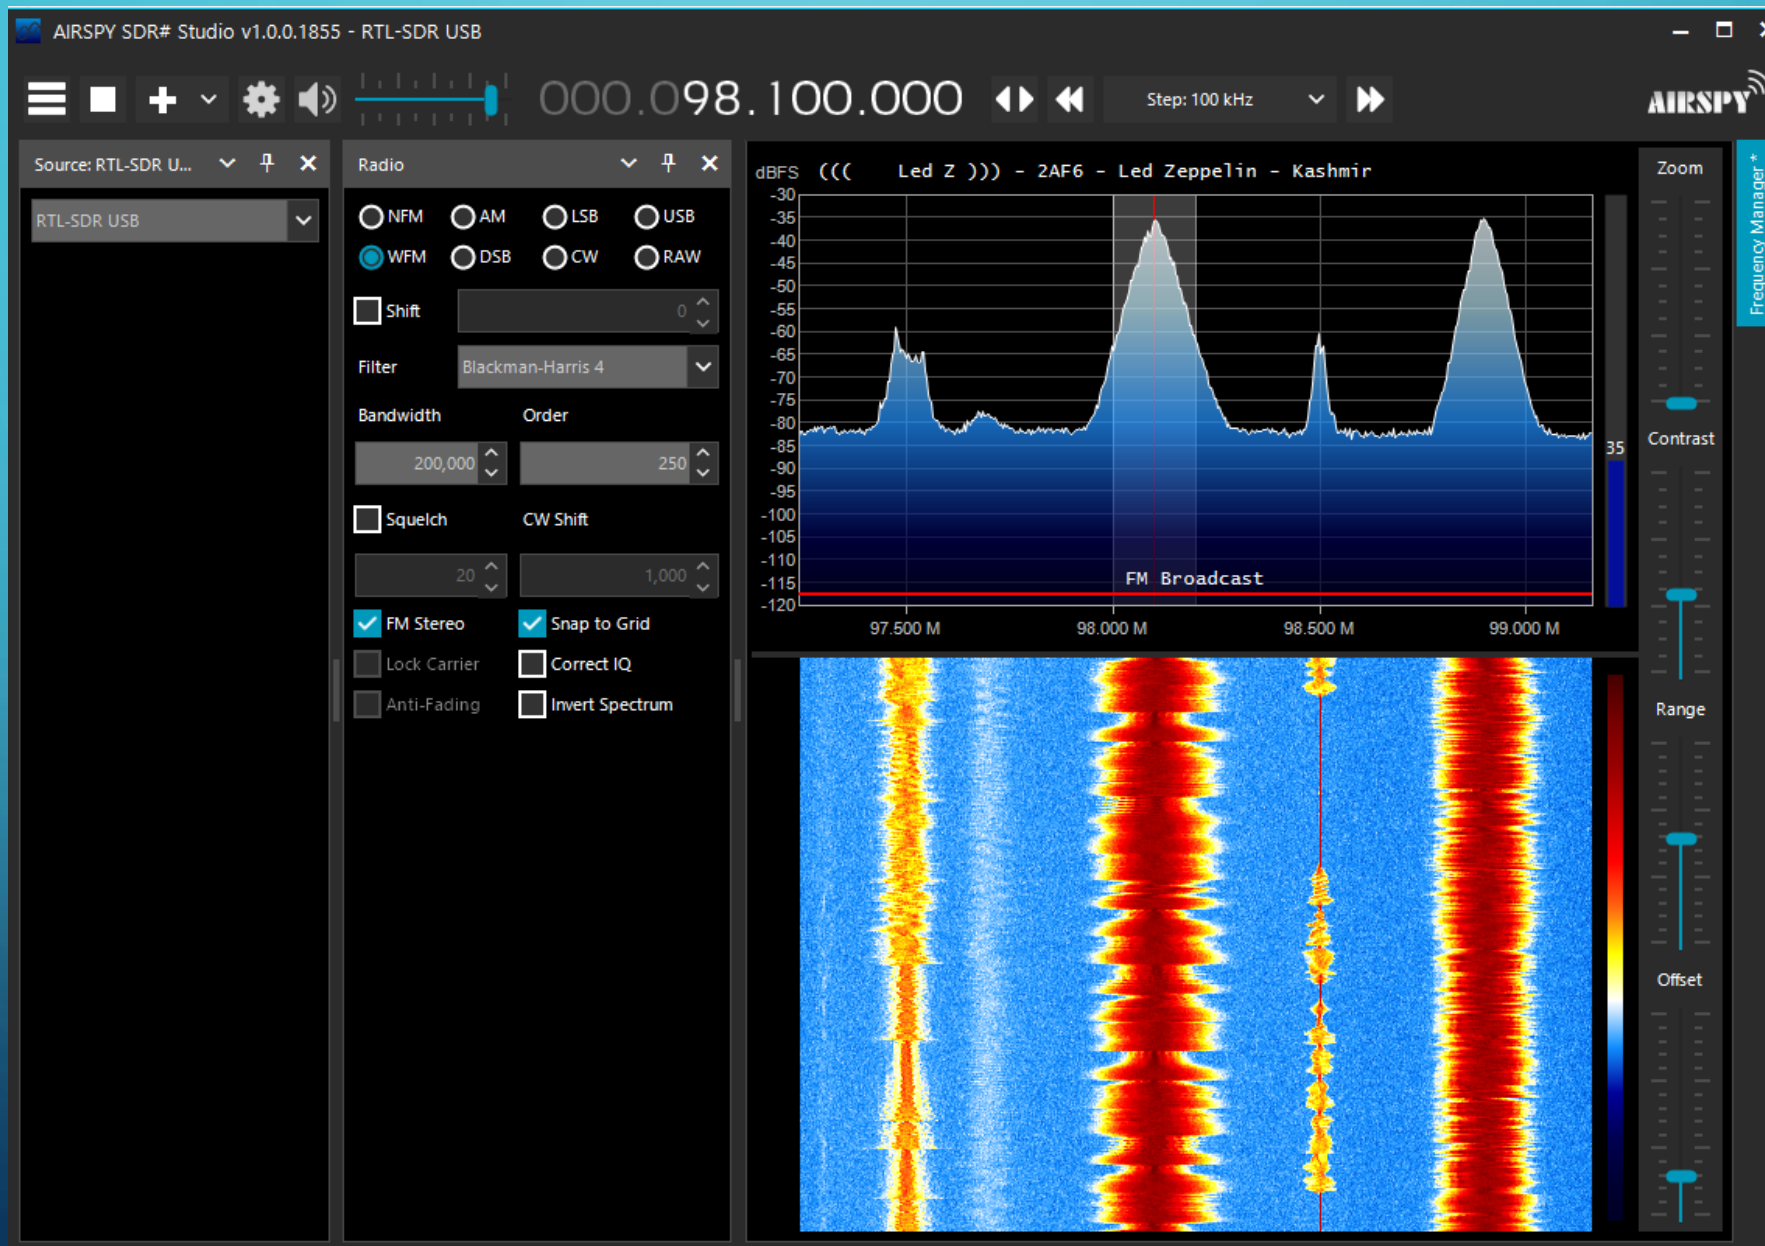 AIRSPY SDR# Studio v1.0.0.1855 - RTL-SDR USB
000.098.100.000
Step: 100 kHz
AIRSPY
Source: RTL-SDR U...
RTL-SDR USB
Radio
NFM AM LSB USB
WFM DSB CW RAW
Shift 0
Filter Blackman-Harris 4
Bandwidth Order
200,000 250
Squelch CW Shift
20 1,000
FM Stereo Snap to Grid
Lock Carrier Correct IQ
Anti-Fading Invert Spectrum
dBFS ((( Led Z ))) - 2AF6 - Led Zeppelin - Kashmir
-30
-35
-40
-45
-50
-55
-60
-65
-70
-75
-80
-85
-90
-95
-100
-105
-110
-115
-120
FM Broadcast
97.500 M 98.000 M 98.500 M 99.000 M
35
Zoom
Contrast
Range
Offset
Frequency Manager *